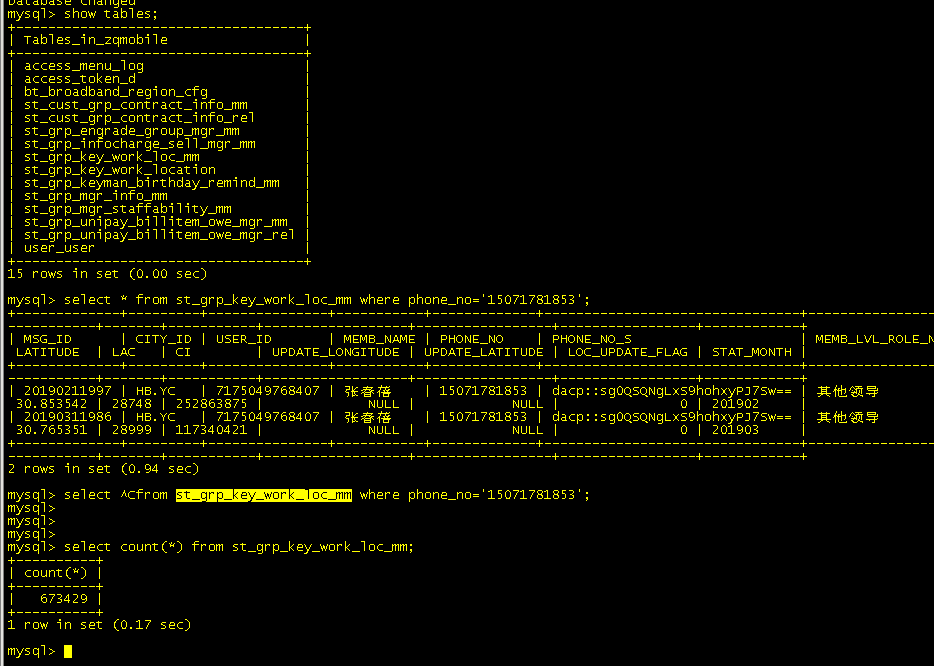 Database changed
mysql> show tables;
+--------------------------------------+
| Tables_in_zqmobile |
+--------------------------------------+
| access_menu_log |
| access_token_d |
| bt_broadband_region_cfg |
| st_cust_grp_contract_info_mm |
| st_cust_grp_contract_info_rel |
| st_grp_engrade_group_mgr_mm |
| st_grp_infocharge_sell_mgr_mm |
| st_grp_key_work_loc_mm |
| st_grp_key_work_location |
| st_grp_keyman_birthday_remind_mm |
| st_grp_mgr_info_mm |
| st_grp_mgr_staffability_mm |
| st_grp_unipay_billitem_owe_mgr_mm |
| st_grp_unipay_billitem_owe_mgr_rel |
| user_user |
+--------------------------------------+
15 rows in set (0.00 sec)
mysql> select * from st_grp_key_work_loc_mm where phone_no='15071781853';
| MSG_ID | CITY_ID | USER_ID | MEMB_NAME | PHONE_NO | PHONE_NO_S | MEMB_LVL_ROLE_N
LATITUDE | LAC | CI | UPDATE_LONGITUDE | UPDATE_LATITUDE | LOC_UPDATE_FLAG | STAT_MONTH |
| 20190211997 | HB.YC | 7175049768407 | 张春蓓 | 15071781853 | dacp::sgOQSQNgLxS9hohxyPJ7Sw== | 其他领导
30.853542 | 28748 | 252863875 | NULL | NULL | 0 | 201902 |
| 20190311986 | HB.YC | 7175049768407 | 张春蓓 | 15071781853 | dacp::sgOQSQNgLxS9hohxyPJ7Sw== | 其他领导
30.765351 | 28999 | 117340421 | NULL | NULL | 0 | 201903 |
2 rows in set (0.94 sec)
mysql> select ^Cfrom st_grp_key_work_loc_mm where phone_no='15071781853';
mysql>
mysql>
mysql>
mysql> select count(*) from st_grp_key_work_loc_mm;
+----------+
| count(*) |
+----------+
| 673429 |
+----------+
1 row in set (0.17 sec)
mysql>